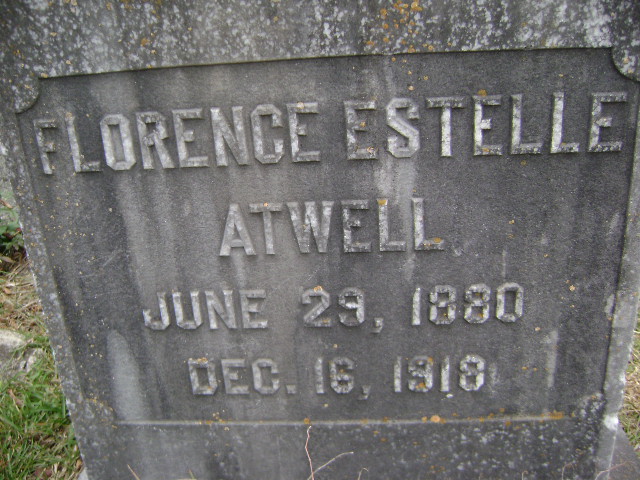 FLORENCE ESTELLE
ATWELL
JUNE 29, 1880
DEC. 16, 1918